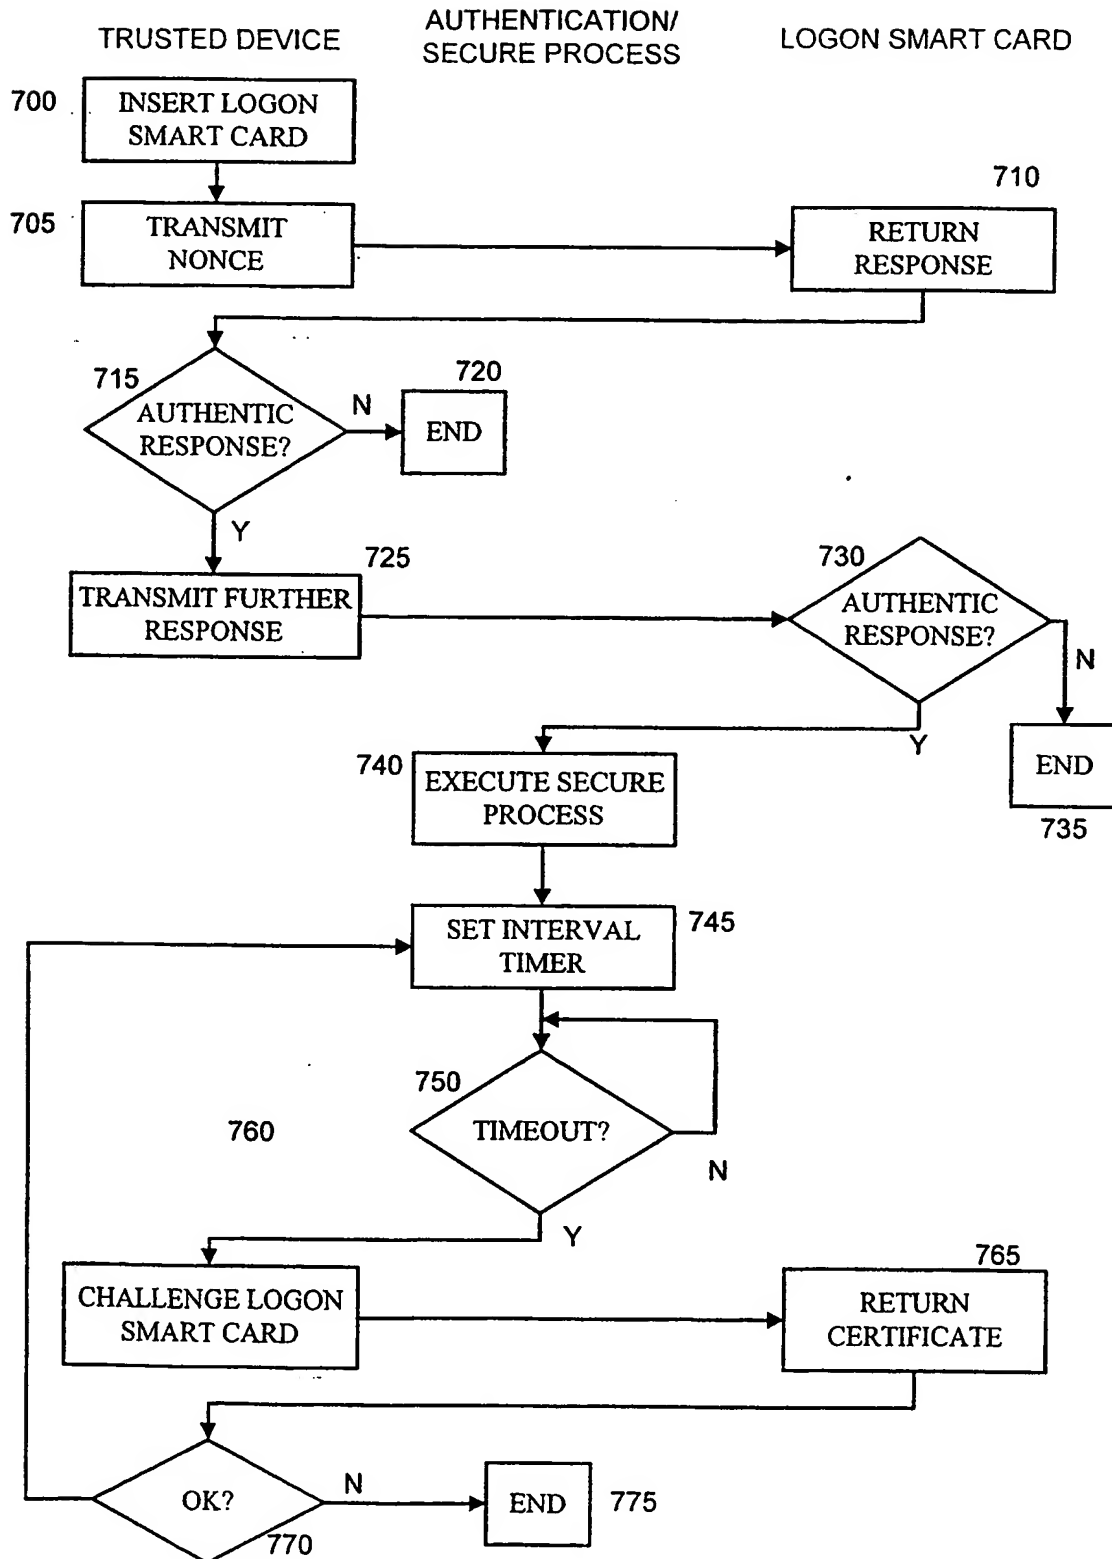 TRUSTED DEVICE
AUTHENTICATION/
SECURE PROCESS
LOGON SMART CARD
700
INSERT LOGON
SMART CARD
705
TRANSMIT
NONCE
710
RETURN
RESPONSE
715
AUTHENTIC
RESPONSE?
N
720
END
Y
725
TRANSMIT FURTHER
RESPONSE
730
AUTHENTIC
RESPONSE?
N
Y
END
735
740
EXECUTE SECURE
PROCESS
SET INTERVAL
TIMER
745
750
TIMEOUT?
N
760
Y
CHALLENGE LOGON
SMART CARD
765
RETURN
CERTIFICATE
OK?
770
N
END
775